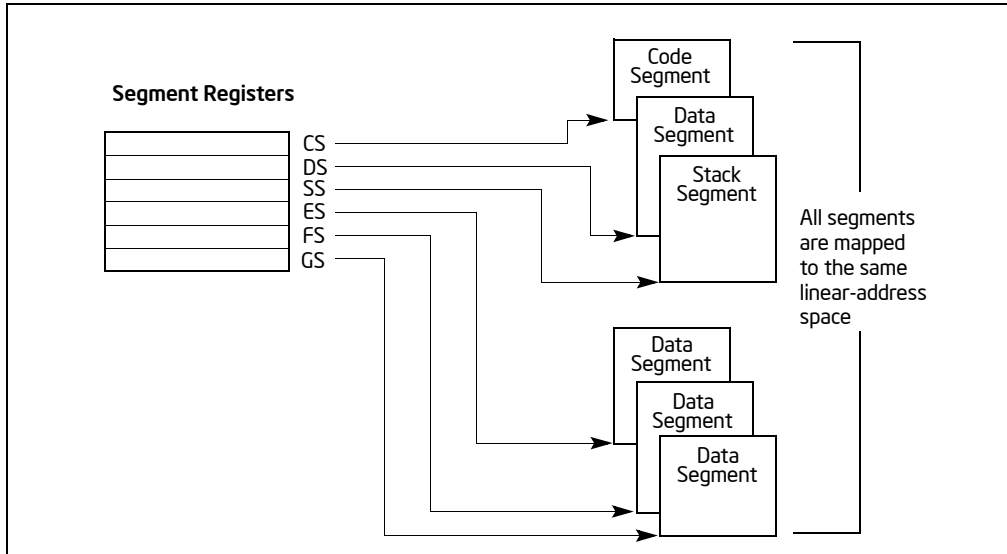 Segment Registers
CS
DS
SS
ES
FS
GS
Code
Segment
Data
Segment
Stack
Segment
Data
Segment
Data
Segment
Data
Segment
All segments
are mapped
to the same
linear-address
space